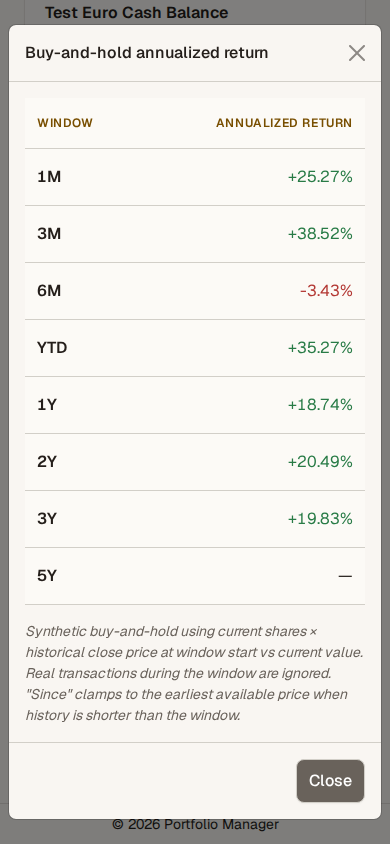 Test Euro Cash Balance
Buy-and-hold annualized return
WINDOW ANNUALIZED RETURN
1M +25.27%
3M +38.52%
6M -3.43%
YTD +35.27%
1Y +18.74%
2Y +20.49%
3Y +19.83%
5Y —
Synthetic buy-and-hold using current shares ×
historical close price at window start vs current value.
Real transactions during the window are ignored.
"Since" clamps to the earliest available price when
history is shorter than the window.
Close
© 2026 Portfolio Manager